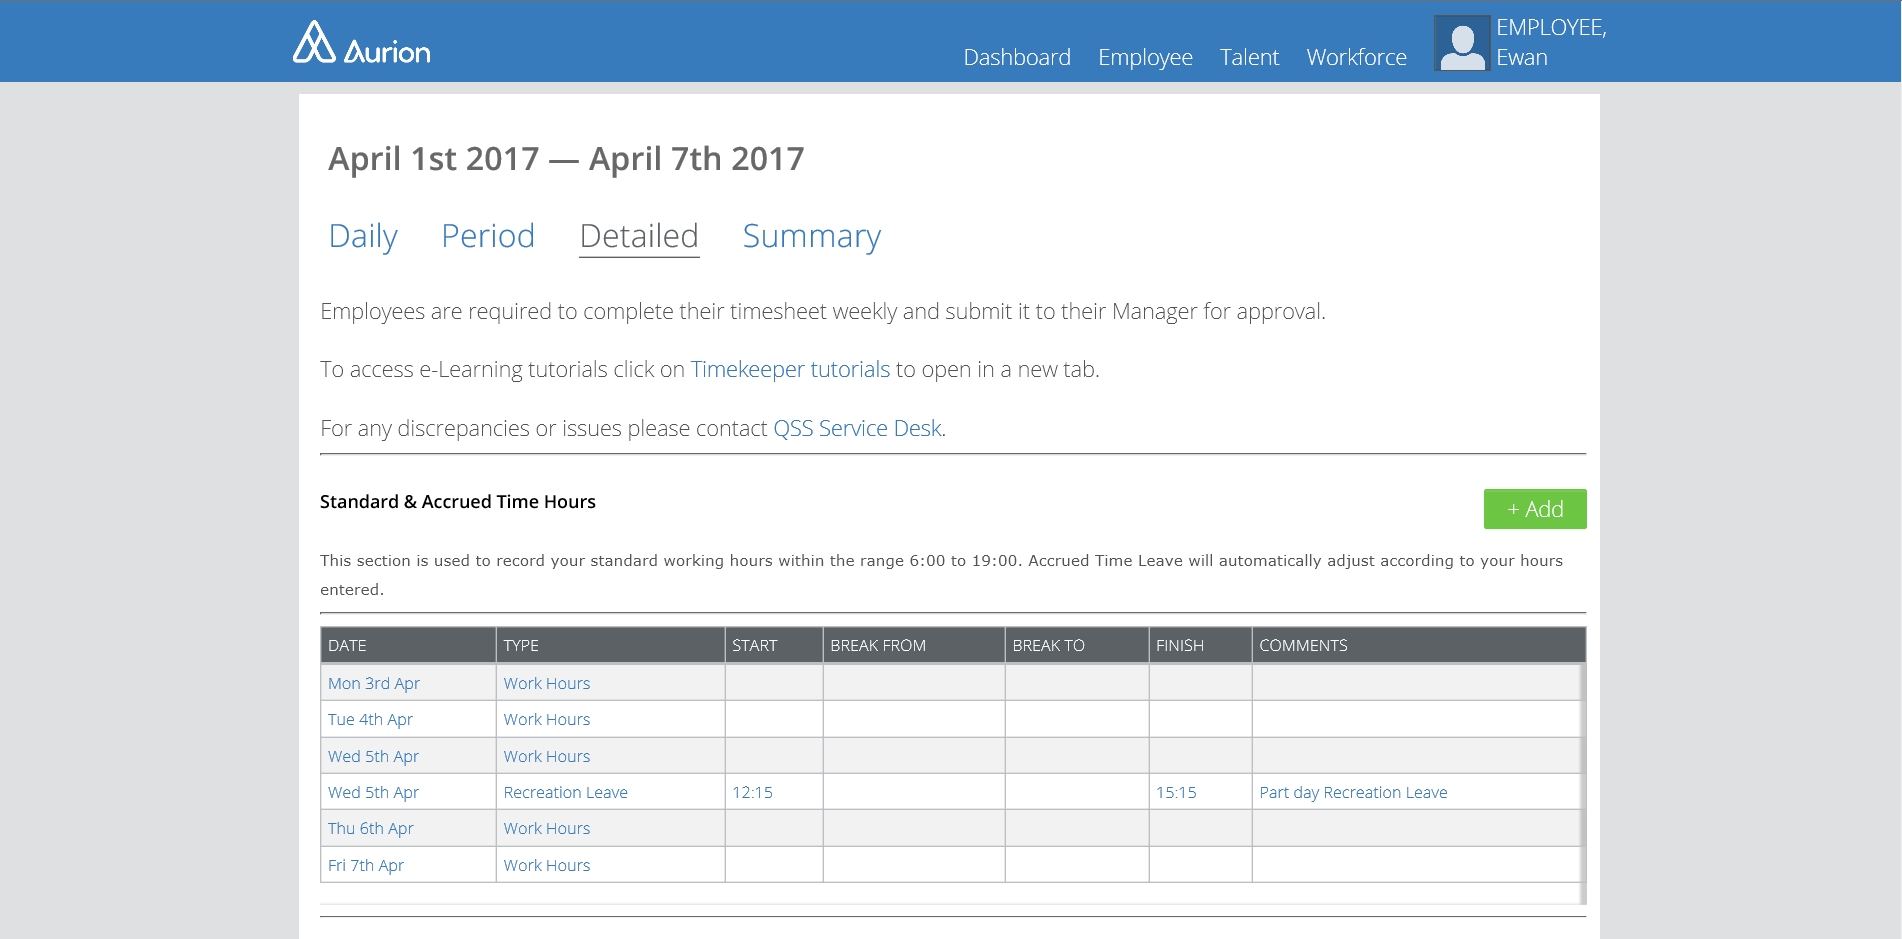 Aurion
Dashboard Employee Talent Workforce EMPLOYEE,
Ewan
April 1st 2017 — April 7th 2017
Daily Period Detailed Summary
Employees are required to complete their timesheet weekly and submit it to their Manager for approval.
To access e-Learning tutorials click on Timekeeper tutorials to open in a new tab.
For any discrepancies or issues please contact QSS Service Desk.
Standard & Accrued Time Hours
+ Add
This section is used to record your standard working hours within the range 6:00 to 19:00. Accrued Time Leave will automatically adjust according to your hours
entered.
DATE TYPE START BREAK FROM BREAK TO FINISH COMMENTS
Mon 3rd Apr Work Hours
Tue 4th Apr Work Hours
Wed 5th Apr Work Hours
Wed 5th Apr Recreation Leave 12:15 15:15 Part day Recreation Leave
Thu 6th Apr Work Hours
Fri 7th Apr Work Hours